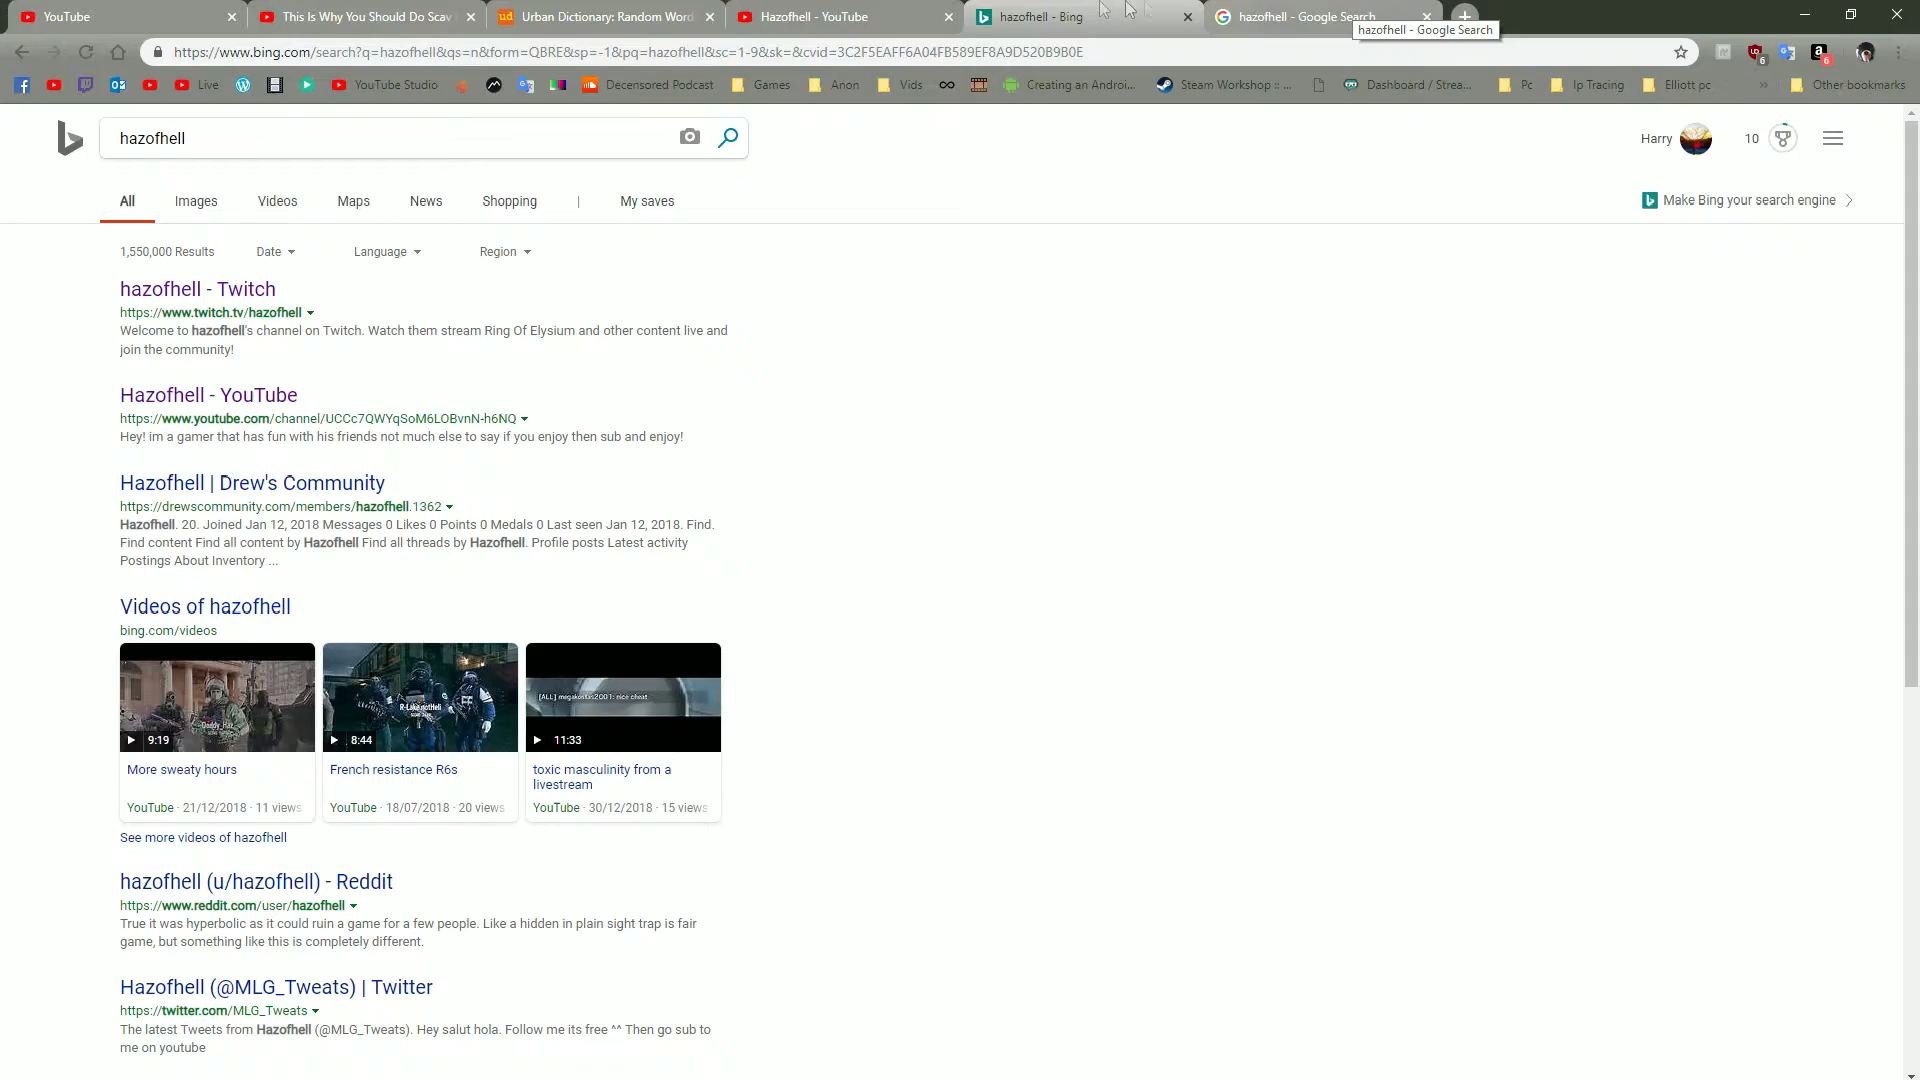 YouTube
This Is Why You Should Do Scav
Urban Dictionary: Random Word
Hazofhell - YouTube
hazofhell - Bing
hazofhell - Google Search
hazofhell - Google Search
https://www.bing.com/search?q=hazofhell&qs=n&form=QBRE&sp=-1&pq=hazofhell&sc=1-9&sk=&cvid=3C2F5EAFF6A04FB589EF8A9D520B9B0E
6
6
Live
YouTube Studio
Decensored Podcast
Games
Anon
Vids
Creating an Androi...
Steam Workshop :: ...
Dashboard / Strea...
Pc
Ip Tracing
Elliott pc
»
Other bookmarks
hazofhell
Harry
10
All
Images
Videos
Maps
News
Shopping
|
My saves
Make Bing your search engine
1,550,000 Results
Date
Language
Region
hazofhell - Twitch
https://www.twitch.tv/hazofhell
Welcome to hazofhell's channel on Twitch. Watch them stream Ring Of Elysium and other content live and
join the community!
Hazofhell - YouTube
https://www.youtube.com/channel/UCCc7QWYqSoM6LOBvnN-h6NQ
Hey! im a gamer that has fun with his friends not much else to say if you enjoy then sub and enjoy!
Hazofhell | Drew's Community
https://drewscommunity.com/members/hazofhell.1362
Hazofhell. 20. Joined Jan 12, 2018 Messages 0 Likes 0 Points 0 Medals 0 Last seen Jan 12, 2018. Find.
Find content Find all content by Hazofhell Find all threads by Hazofhell. Profile posts Latest activity
Postings About Inventory ...
Videos of hazofhell
bing.com/videos
Daddy_Haz
9:19
R-Lake.notHeli
8:44
[ALL] megakostas2001: nice cheat
11:33
More sweaty hours
YouTube · 21/12/2018 · 11 views
French resistance R6s
YouTube · 18/07/2018 · 20 views
toxic masculinity from a
livestream
YouTube · 30/12/2018 · 15 views
See more videos of hazofhell
hazofhell (u/hazofhell) - Reddit
https://www.reddit.com/user/hazofhell
True it was hyperbolic as it could ruin a game for a few people. Like a hidden in plain sight trap is fair
game, but something like this is completely different.
Hazofhell (@MLG_Tweats) | Twitter
https://twitter.com/MLG_Tweats
The latest Tweets from Hazofhell (@MLG_Tweats). Hey salut hola. Follow me its free ^^ Then go sub to
me on youtube